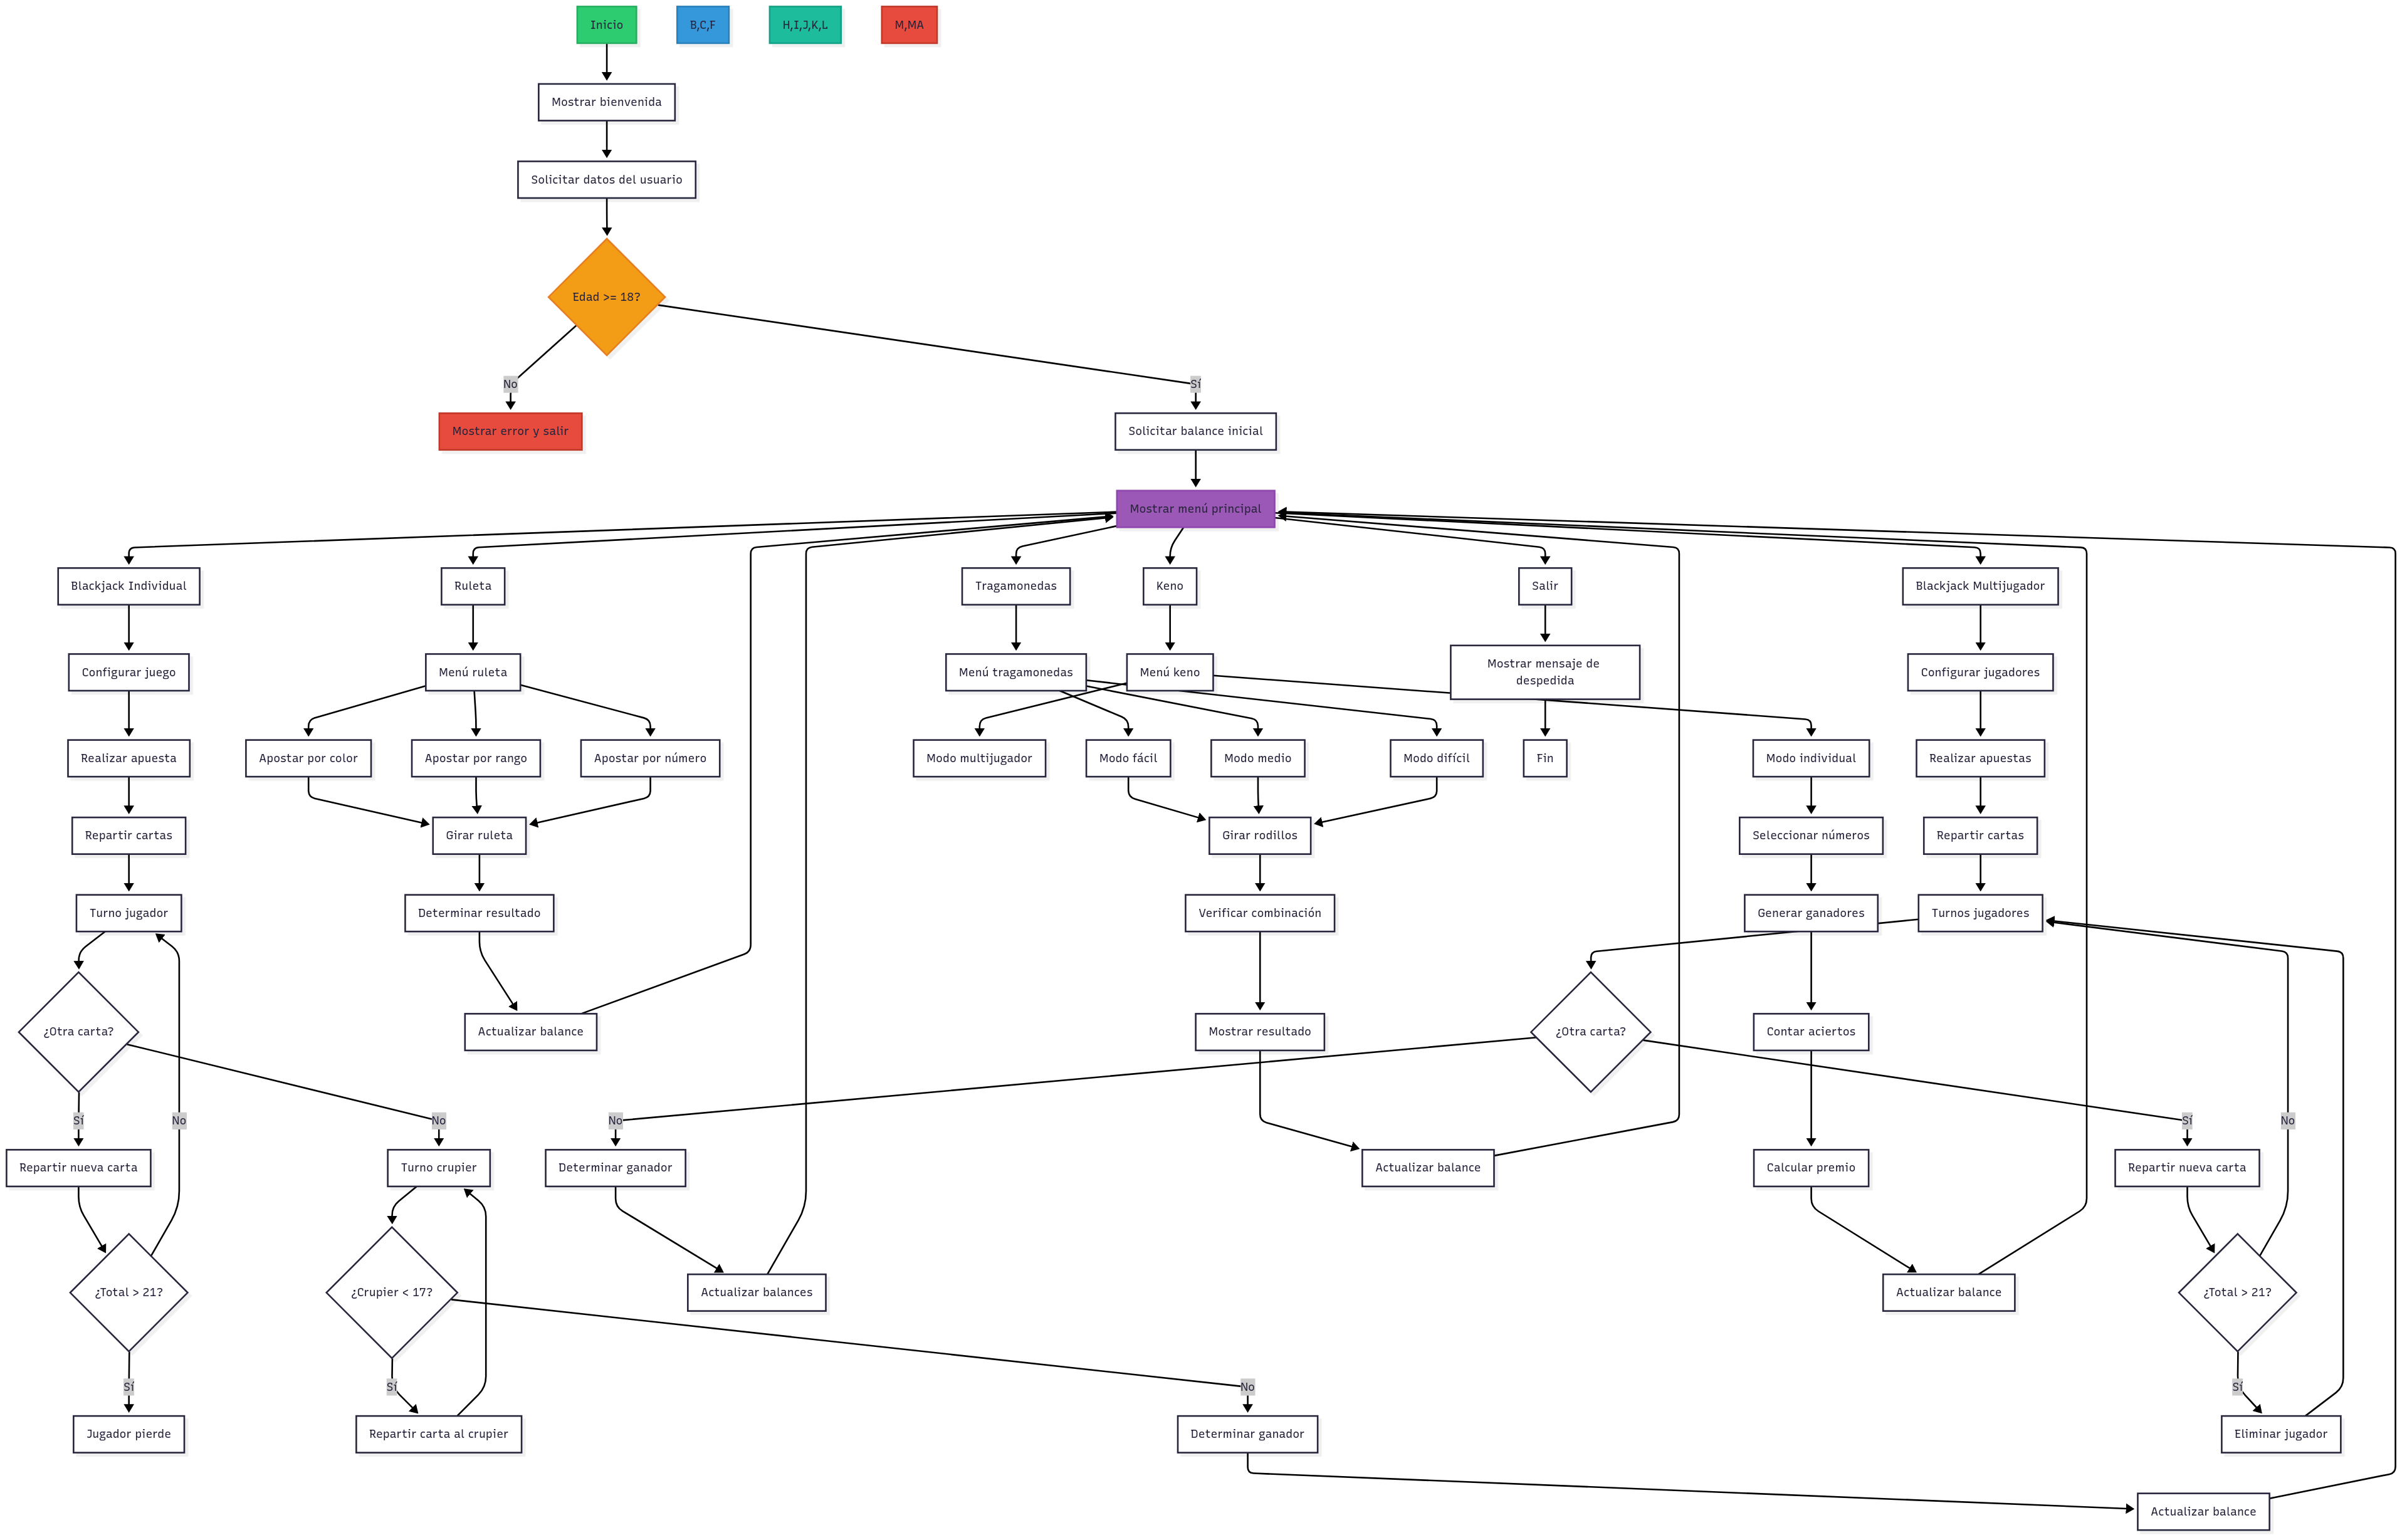 Inicio
B,C,F
H,I,J,K,L
M,MA
Mostrar bienvenida
Solicitar datos del usuario
Edad >= 18?
No
Sí
Mostrar error y salir
Solicitar balance inicial
Mostrar menú principal
Blackjack Individual
Ruleta
Tragamonedas
Keno
Salir
Blackjack Multijugador
Configurar juego
Menú ruleta
Menú tragamonedas
Menú keno
Mostrar mensaje de
despedida
Configurar jugadores
Realizar apuesta
Apostar por color
Apostar por rango
Apostar por número
Modo multijugador
Modo fácil
Modo medio
Modo difícil
Fin
Modo individual
Realizar apuestas
Repartir cartas
Girar ruleta
Girar rodillos
Seleccionar números
Repartir cartas
Turno jugador
Determinar resultado
Verificar combinación
Generar ganadores
Turnos jugadores
¿Otra carta?
Actualizar balance
Mostrar resultado
¿Otra carta?
Contar aciertos
Sí
No
No
No
Sí
No
Repartir nueva carta
Turno crupier
Determinar ganador
Actualizar balance
Calcular premio
Repartir nueva carta
¿Total > 21?
¿Crupier < 17?
Actualizar balances
Actualizar balance
¿Total > 21?
Sí
Sí
No
Sí
Jugador pierde
Repartir carta al crupier
Determinar ganador
Eliminar jugador
Actualizar balance